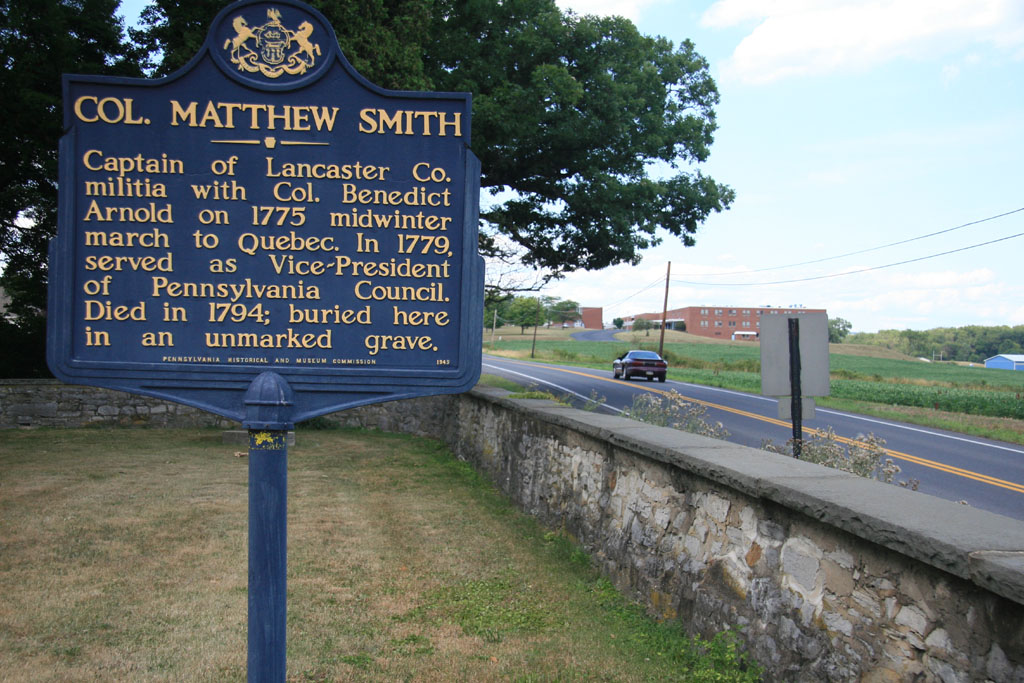 COL. MATTHEW SMITH
Captain of Lancaster Co.
militia with Col. Benedict
Arnold on 1775 midwinter
march to Quebec. In 1779,
served as Vice-President
of Pennsylvania Council.
Died in 1794; buried here
in an unmarked grave.
PENNSYLVANIA HISTORICAL AND MUSEUM COMMISSION 1945